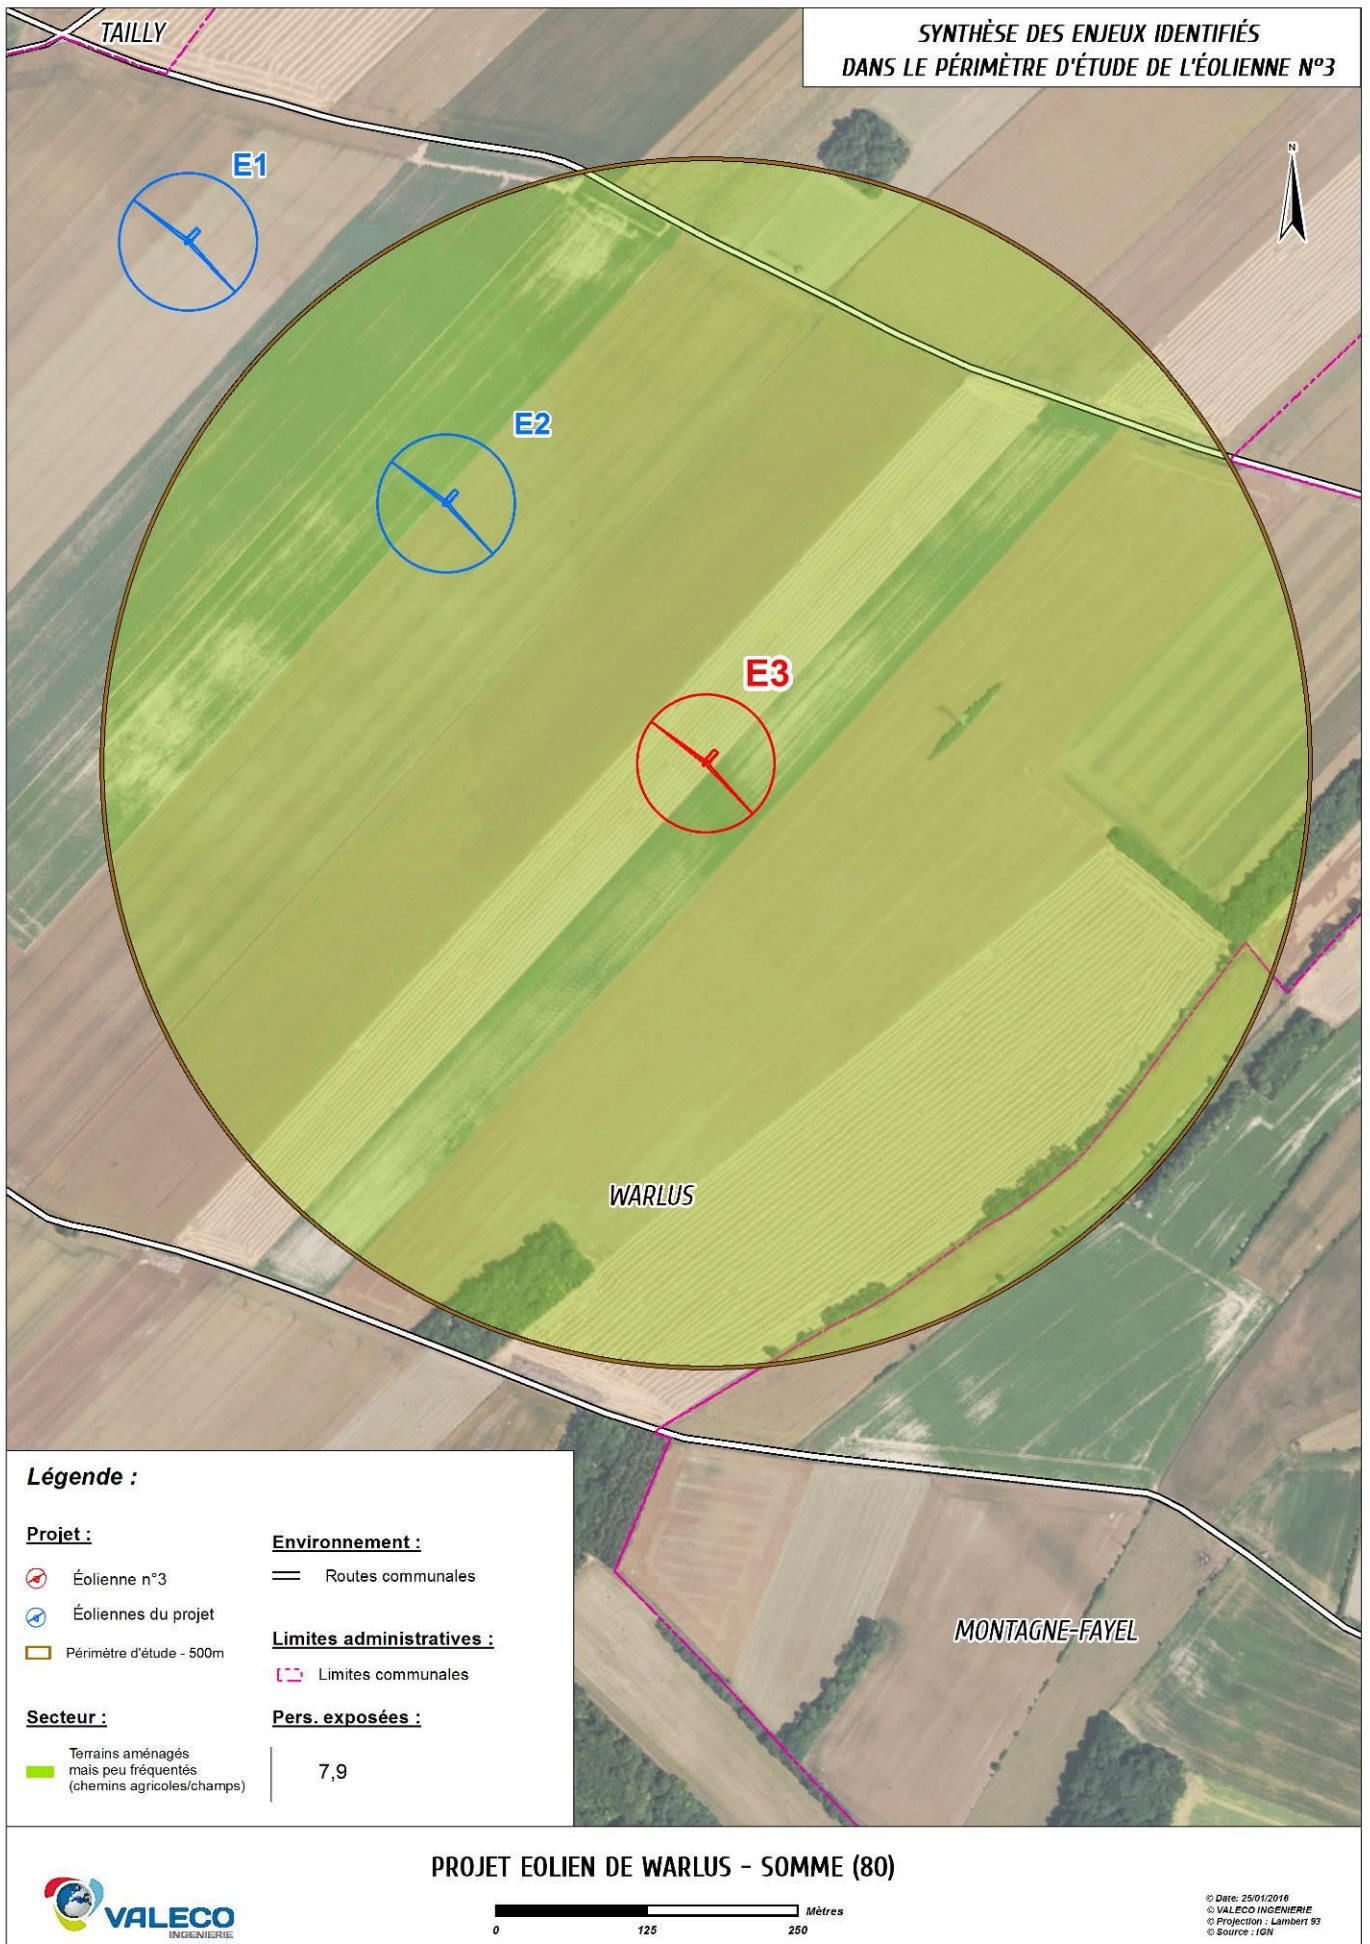 TAILLY
SYNTHÈSE DES ENJEUX IDENTIFIÉS
DANS LE PÉRIMÈTRE D'ÉTUDE DE L'ÉOLIENNE N°3
N
E1
E2
E3
WARLUS
MONTAGNE-FAYEL
Légende :
Projet :
Éolienne n°3
Éoliennes du projet
Périmètre d'étude - 500m
Environnement :
Routes communales
Limites administratives :
Limites communales
Secteur :
Terrains aménagés
mais peu fréquentés
(chemins agricoles/champs)
Pers. exposées :
7,9
VALECO
INGENIERIE
PROJET EOLIEN DE WARLUS - SOMME (80)
Mètres
0 125 250
© Date: 25/01/2016
© VALECO INGENIERIE
© Projection : Lambert 93
© Source : IGN